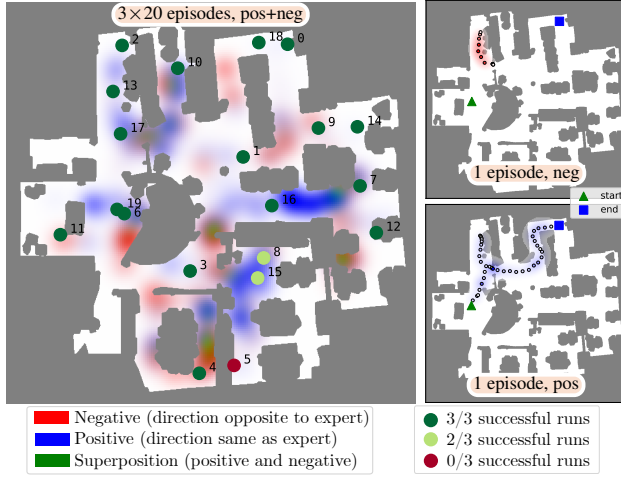 3×20 episodes, pos+neg
2
18
0
10
13
17
9
14
1
7
19
6
16
11
12
8
3
15
5
4
1 episode, neg
start
end
1 episode, pos
Negative (direction opposite to expert)
Positive (direction same as expert)
Superposition (positive and negative)
3/3 successful runs
2/3 successful runs
0/3 successful runs